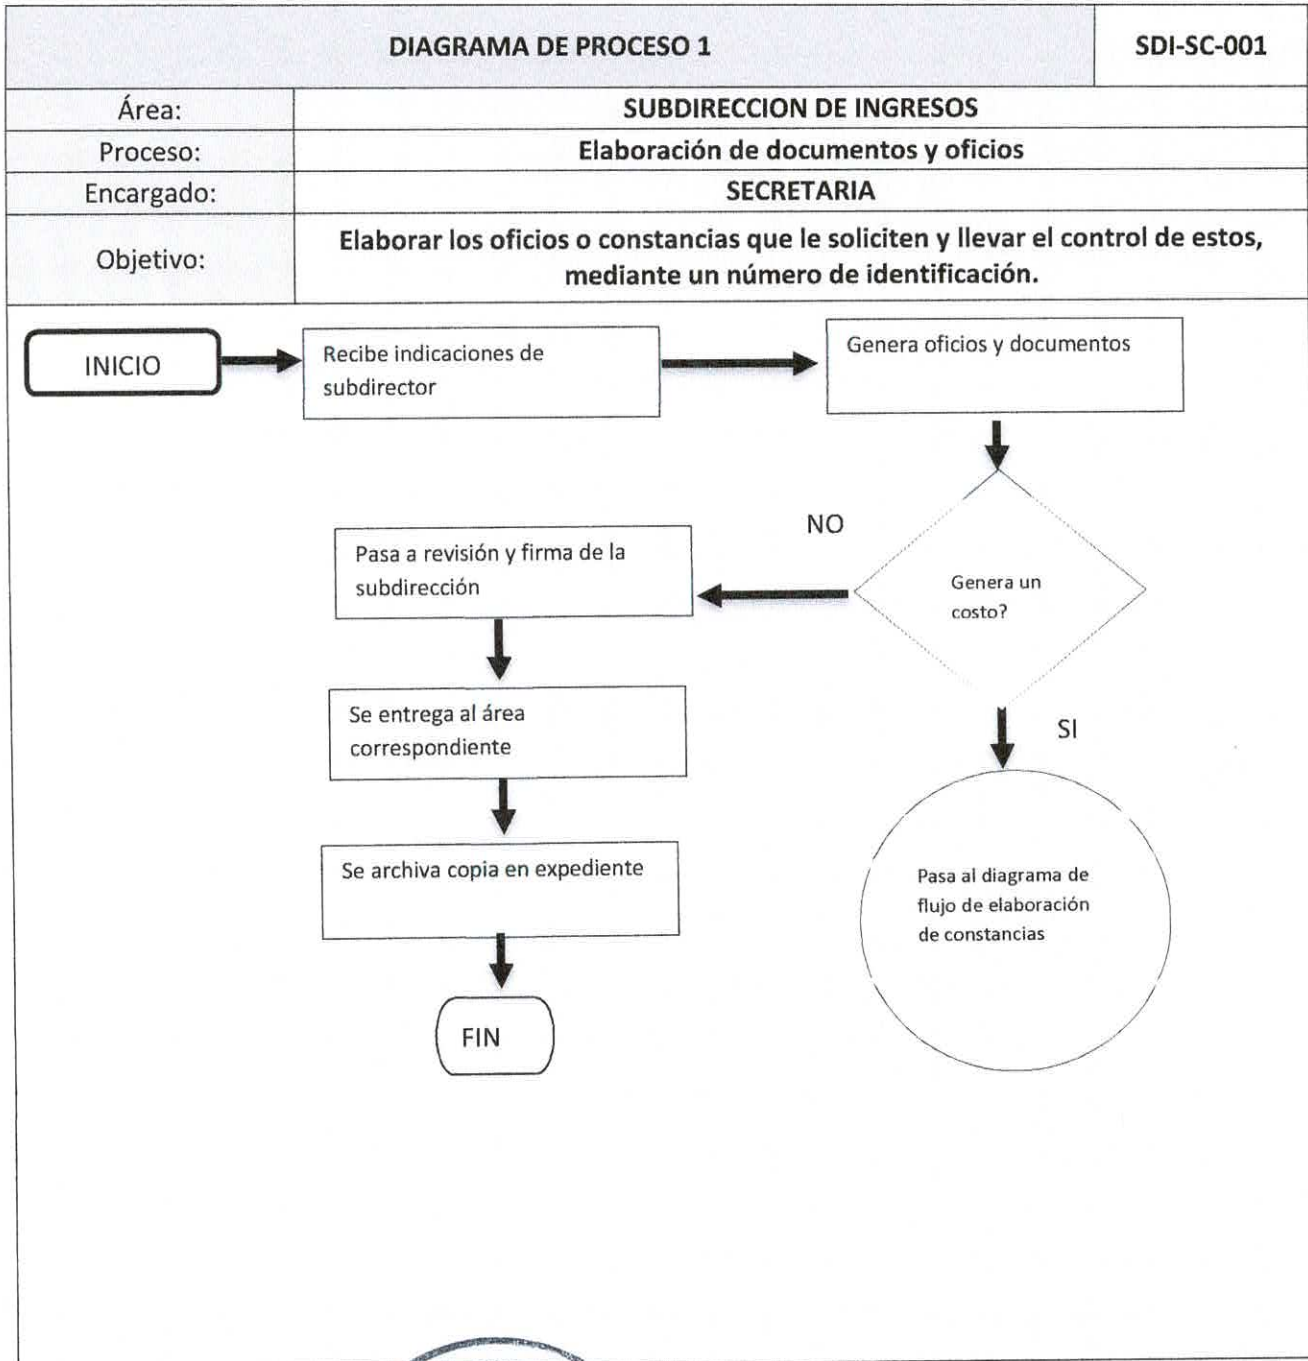 DIAGRAMA DE PROCESO 1
SDI-SC-001
Área:
SUBDIRECCION DE INGRESOS
Proceso:
Elaboración de documentos y oficios
Encargado:
SECRETARIA
Objetivo:
Elaborar los oficios o constancias que le soliciten y llevar el control de estos,
mediante un número de identificación.
INICIO
Recibe indicaciones de
subdirector
Genera oficios y documentos
Genera un
costo?
NO
Pasa a revisión y firma de la
subdirección
Se entrega al área
correspondiente
Se archiva copia en expediente
FIN
SI
Pasa al diagrama de
flujo de elaboración
de constancias